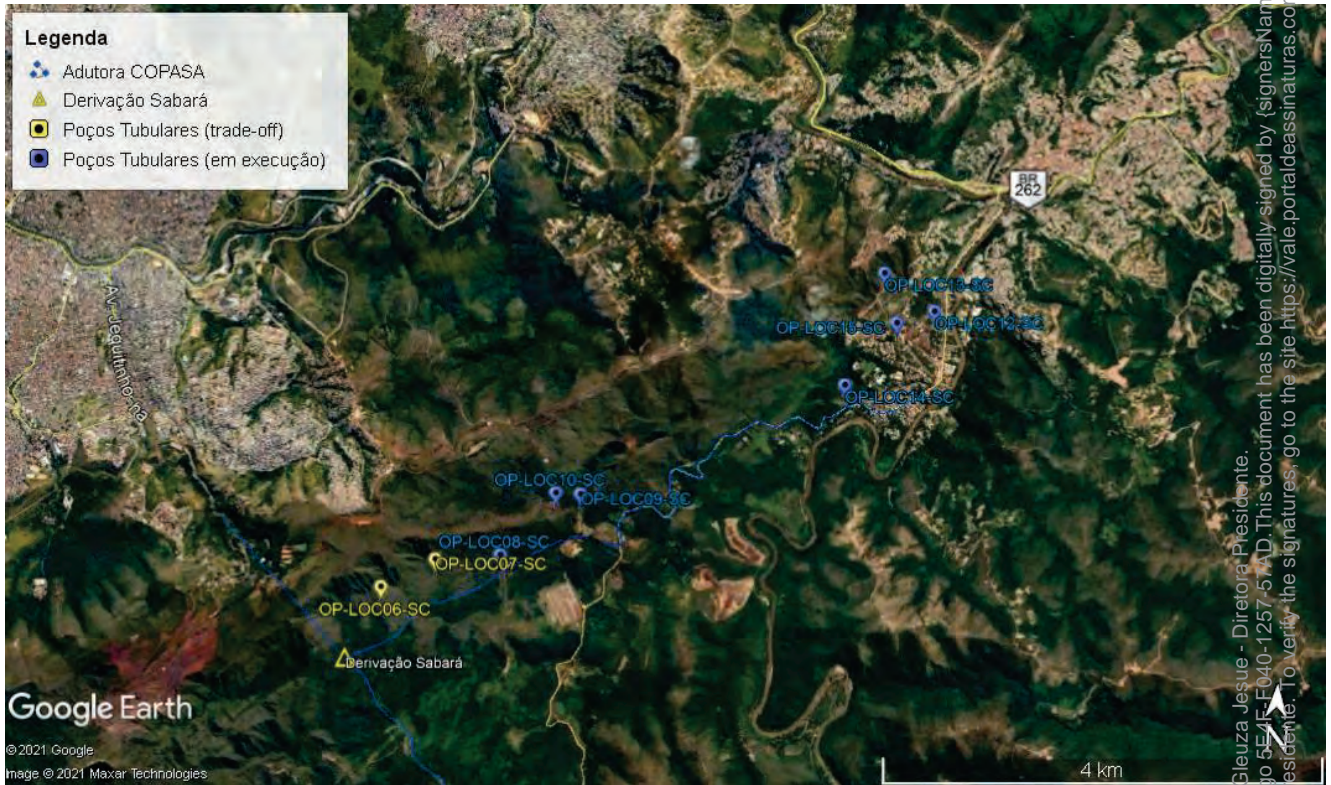 Legenda
Adutora COPASA
Derivação Sabará
Poços Tubulares (trade-off)
Poços Tubulares (em execução)
BR
262
Av. Jequitinhonha
OP-LOC13-SC
OP-LOC15-SC
OP-LOC12-SC
OP-LOC14-SC
OP-LOC10-SC
OP-LOC09-SC
OP-LOC08-SC
OP-LOC07-SC
OP-LOC06-SC
Derivação Sabará
Google Earth
© 2021 Google
Image © 2021 Maxar Technologies
4 km
N
Gleuza Jesue - Diretora Presidente.
This document has been digitally signed by {signersNam
To verify the signatures, go to the site https://vale.portaldeassinaturas.co